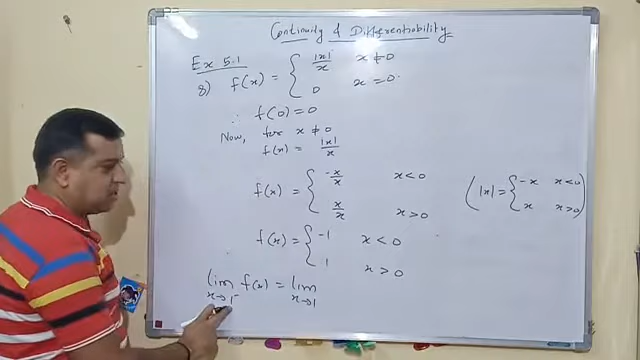 Continuity & Differentiability
Ex 5.1
8) f(x) = { |x|/x x ≠ 0
0 x = 0.
∴ f(0) = 0
Now, for x ≠ 0
f(x) = |x|/x
f(x) = { -x/x x < 0
x/x x > 0
( |x| = { -x x < 0
x x > 0 )
f(x) = { -1 x < 0
1 x > 0
lim x→1⁻ f(x) = lim x→1